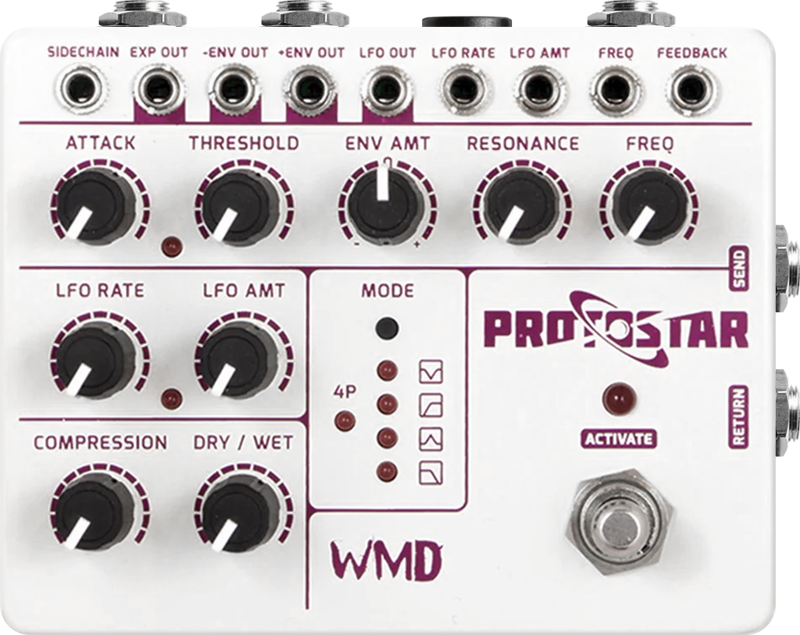 SIDECHAIN EXP OUT -ENV OUT +ENV OUT LFO OUT LFO RATE LFO AMT FREQ FEEDBACK
ATTACK THRESHOLD ENV AMT RESONANCE FREQ
0
- +
SEND
LFO RATE LFO AMT MODE
PROTOSTAR
4P
RETURN
ACTIVATE
COMPRESSION DRY / WET
WMD